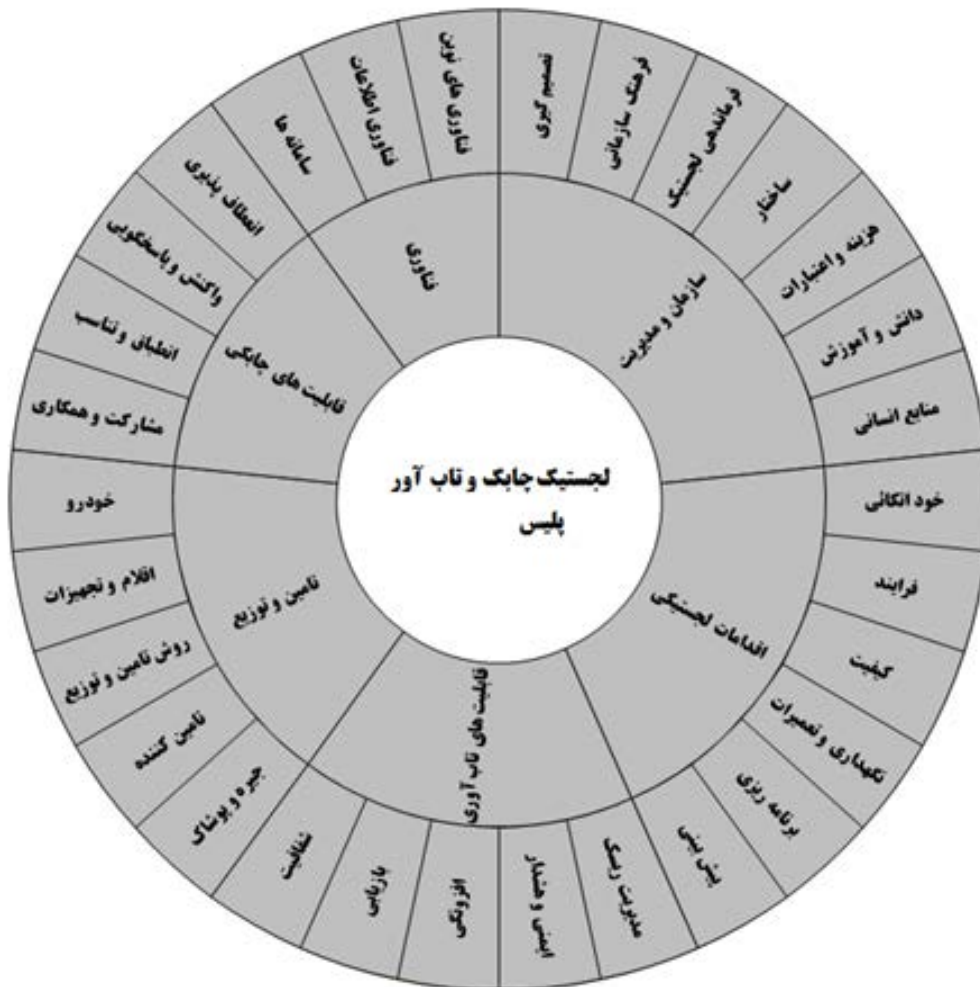 لجستیک چابک و تاب آور
پلیس
سازمان و مدیریت
اقدامات لجستیکی
قابلیت های تاب آوری
تامین و توزیع
قابلیت های چابکی
فناوری
تصمیم گیری
فرهنگ سازمانی
فرماندهی لجستیک
ساختار
هزینه و اعتبارات
دانش و آموزش
منابع انسانی
خود اتکائی
فرایند
کیفیت
نگهداری و تعمیرات
برنامه ریزی
پیش بینی
مدیریت ریسک
ایمنی و هشدار
افزونگی
بازیابی
شفافیت
جیره و پوشاک
تامین کننده
روش تامین و توزیع
اقلام و تجهیزات
خودرو
مشارکت و همکاری
انطباق و تناسب
واکنش و پاسخگویی
انعطاف پذیری
سامانه ها
فناوری اطلاعات
فناوری های نوین